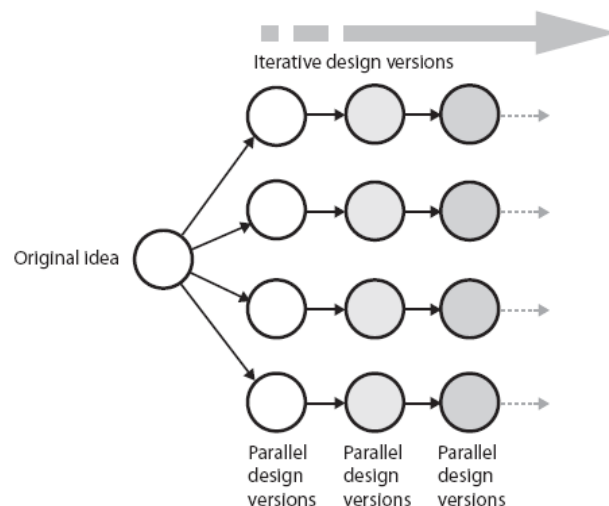 Iterative design versions
Original idea
Parallel
design
versions
Parallel
design
versions
Parallel
design
versions